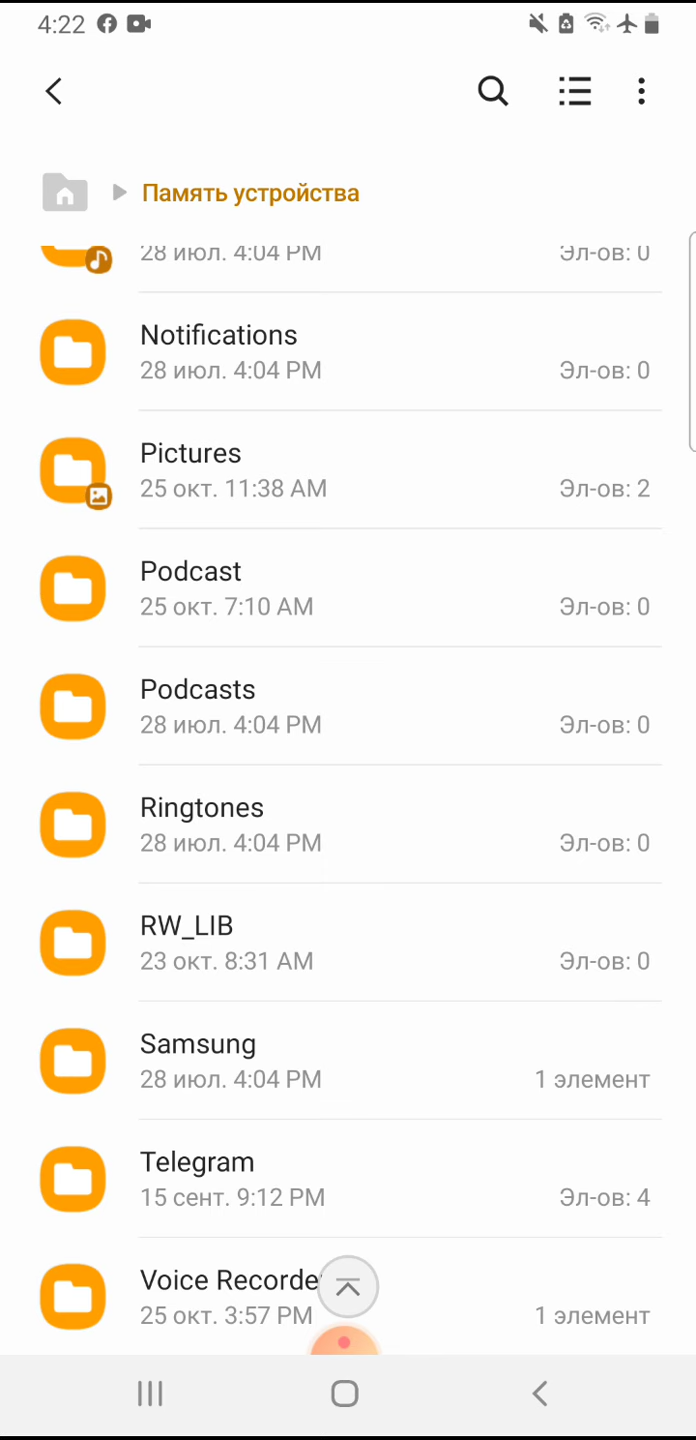 4:22
Память устройства
28 июл. 4:04 PM Эл-ов: 0
Notifications
28 июл. 4:04 PM Эл-ов: 0
Pictures
25 окт. 11:38 AM Эл-ов: 2
Podcast
25 окт. 7:10 AM Эл-ов: 0
Podcasts
28 июл. 4:04 PM Эл-ов: 0
Ringtones
28 июл. 4:04 PM Эл-ов: 0
RW_LIB
23 окт. 8:31 AM Эл-ов: 0
Samsung
28 июл. 4:04 PM 1 элемент
Telegram
15 сент. 9:12 PM Эл-ов: 4
Voice Recorde
25 окт. 3:57 PM 1 элемент